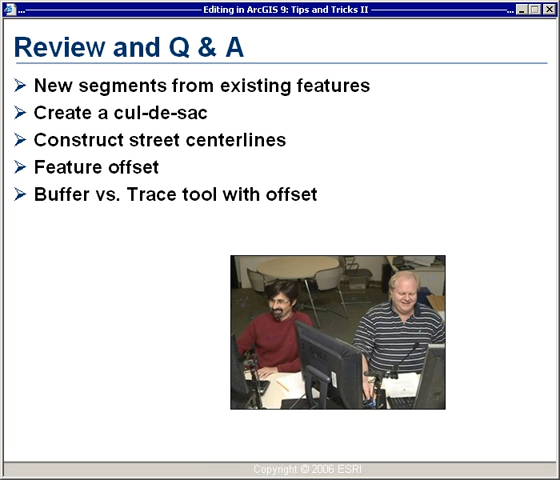 Editing in ArcGIS 9: Tips and Tricks II
Review and Q & A
New segments from existing features
Create a cul-de-sac
Construct street centerlines
Feature offset
Buffer vs. Trace tool with offset
Copyright © 2006 ESRI